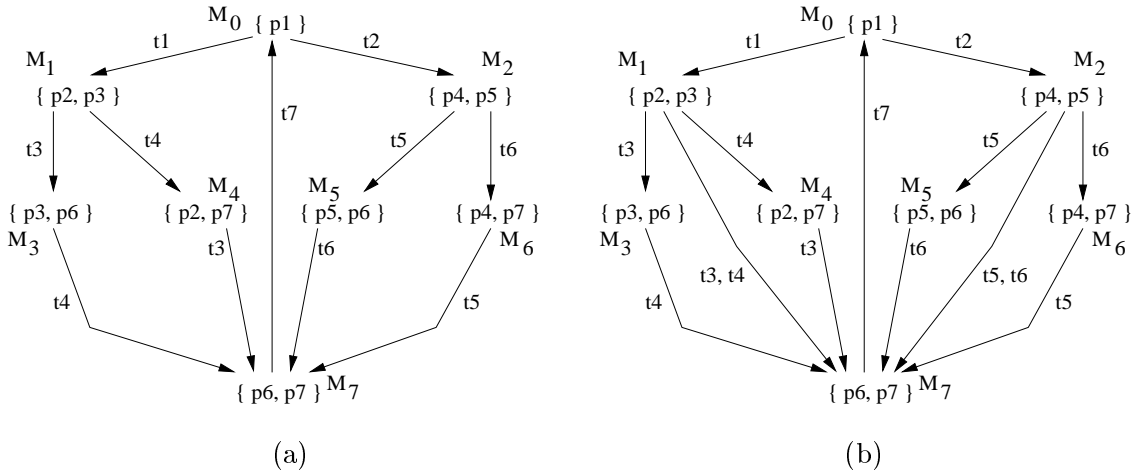 M0 { p1 }
t1
t2
M1
M2
{ p2, p3 }
{ p4, p5 }
t7
t3
t4
t5
t6
M4
M5
{ p3, p6 }
{ p2, p7 }
{ p5, p6 }
{ p4, p7 }
M3
t3
t6
M6
t4
t5
{ p6, p7 } M7
(a)
M0 { p1 }
t1
t2
M1
M2
{ p2, p3 }
{ p4, p5 }
t7
t3
t4
t5
t6
M4
M5
{ p3, p6 }
{ p2, p7 }
{ p5, p6 }
{ p4, p7 }
M3
t3
t6
M6
t4
t3, t4
t5, t6
t5
{ p6, p7 } M7
(b)